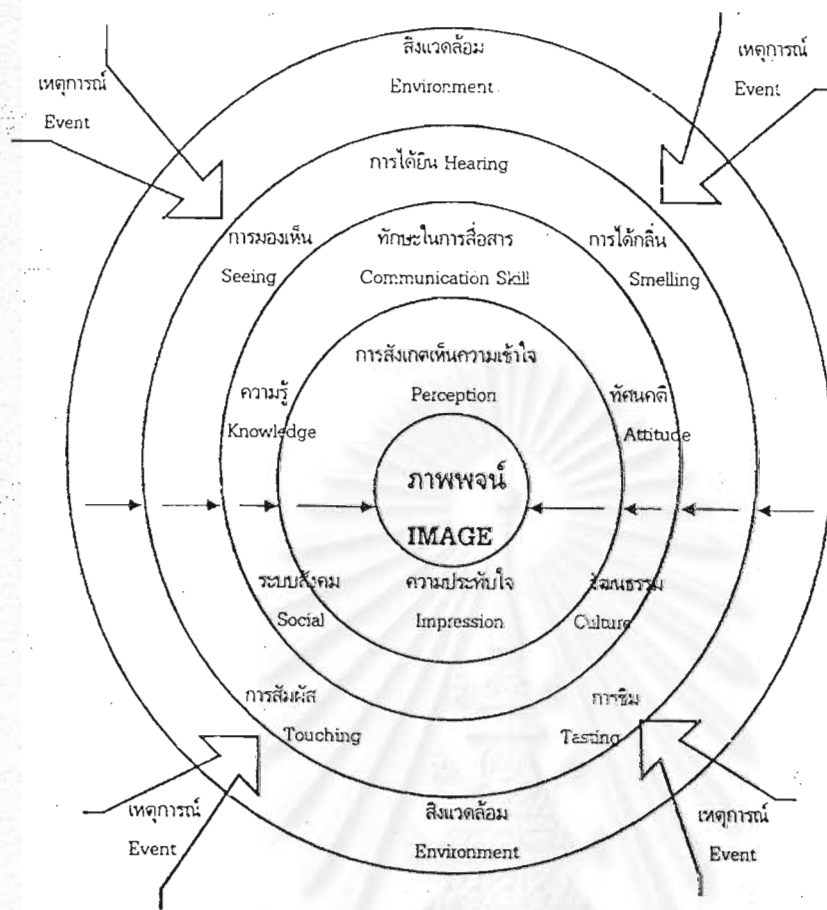 สิ่งแวดล้อม
Environment
เหตุการณ์
Event
เหตุการณ์
Event
การได้ยิน Hearing
การมองเห็น
Seeing
ทักษะในการสื่อสาร
Communication Skill
การได้กลิ่น
Smelling
การสังเกตเห็นความเข้าใจ
Perception
ความรู้
Knowledge
ทัศนคติ
Attitude
ภาพพจน์
IMAGE
ระบบสังคม
Social
ความประทับใจ
Impression
วัฒนธรรม
Culture
การสัมผัส
Touching
การชิม
Tasting
เหตุการณ์
Event
สิ่งแวดล้อม
Environment
เหตุการณ์
Event